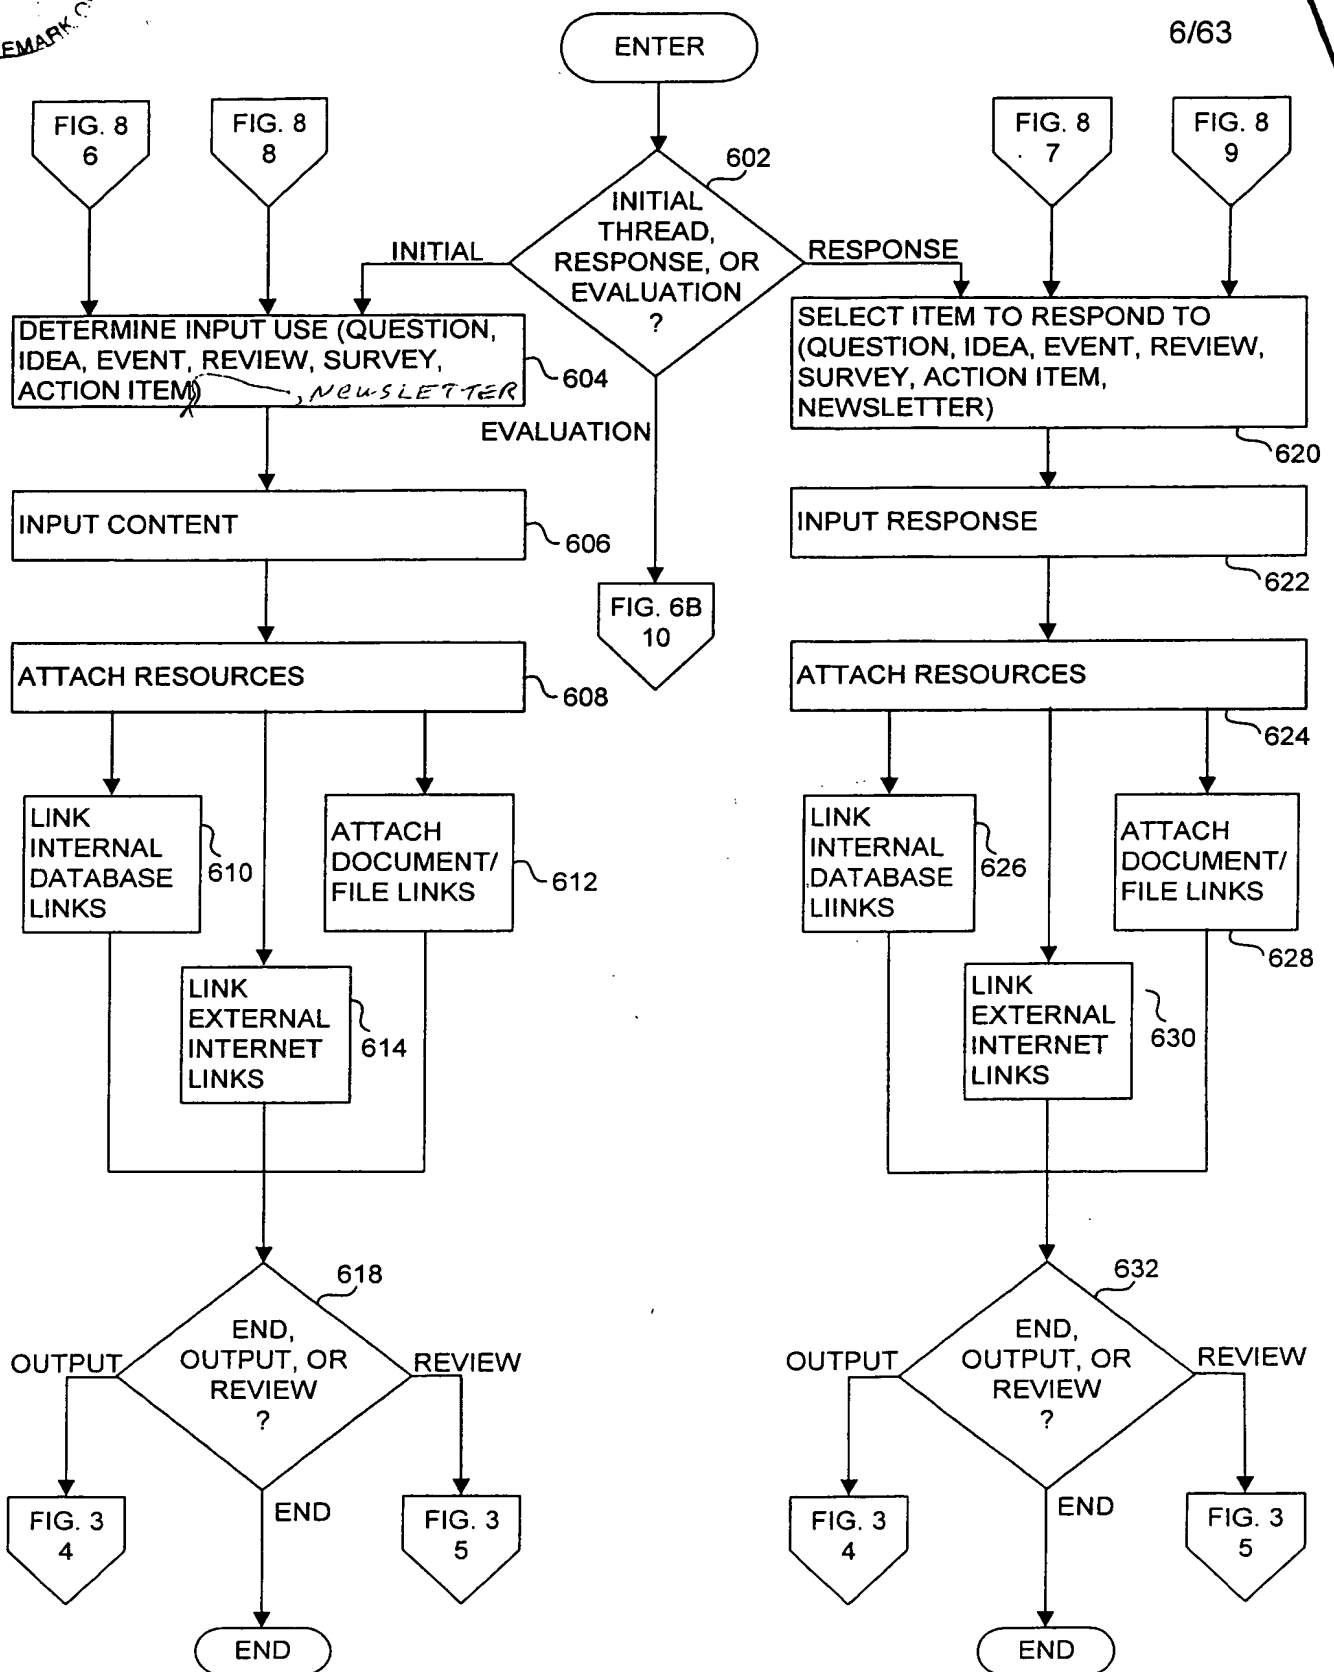 EMARK
6/63
ENTER
FIG. 8
6
FIG. 8
8
FIG. 8
7
FIG. 8
9
602
INITIAL
THREAD,
RESPONSE, OR
EVALUATION
?
INITIAL
RESPONSE
EVALUATION
DETERMINE INPUT USE (QUESTION,
IDEA, EVENT, REVIEW, SURVEY,
ACTION ITEM) , NEWSLETTER
604
SELECT ITEM TO RESPOND TO
(QUESTION, IDEA, EVENT, REVIEW,
SURVEY, ACTION ITEM,
NEWSLETTER)
620
INPUT CONTENT
606
INPUT RESPONSE
622
FIG. 6B
10
ATTACH RESOURCES
608
ATTACH RESOURCES
624
LINK
INTERNAL
DATABASE
LINKS
610
ATTACH
DOCUMENT/
FILE LINKS
612
LINK
INTERNAL
DATABASE
LIINKS
626
ATTACH
DOCUMENT/
FILE LINKS
628
LINK
EXTERNAL
INTERNET
LINKS
614
LINK
EXTERNAL
INTERNET
LINKS
630
618
END,
OUTPUT, OR
REVIEW
?
OUTPUT
REVIEW
END
632
END,
OUTPUT, OR
REVIEW
?
OUTPUT
REVIEW
END
FIG. 3
4
FIG. 3
5
FIG. 3
4
FIG. 3
5
END
END